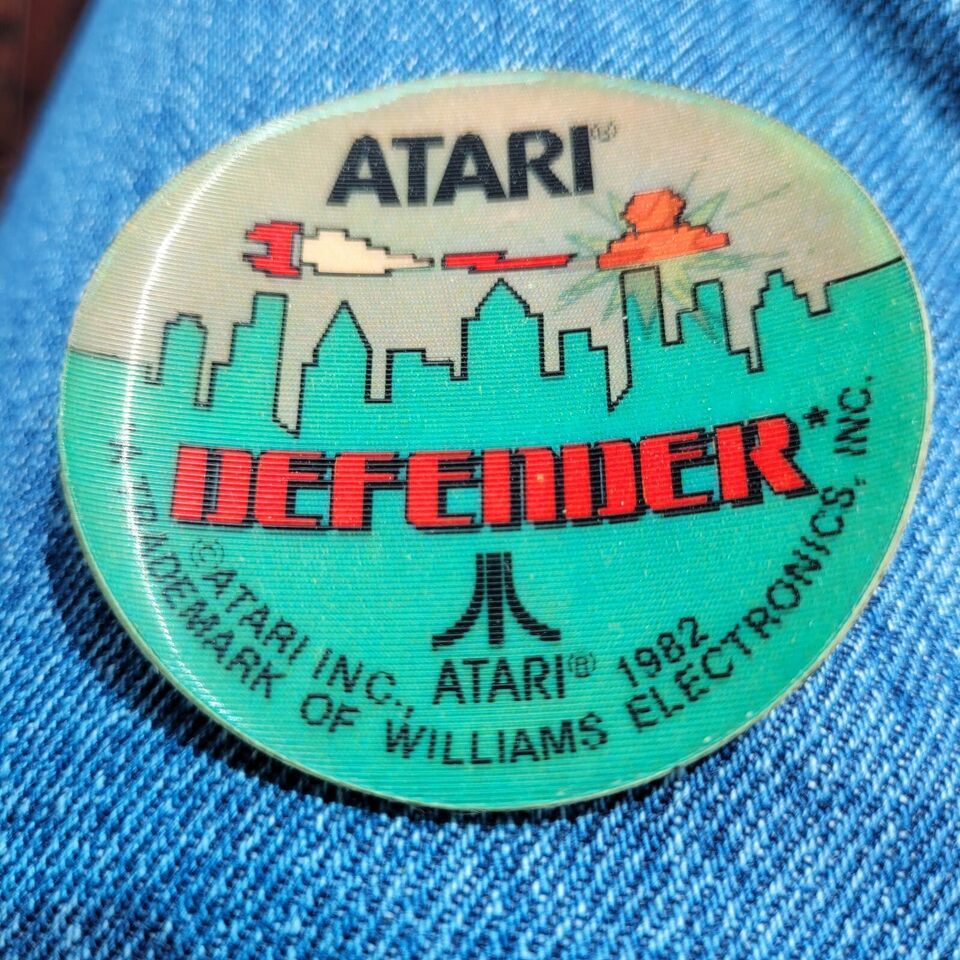 ATARI®
DEFENDER*
ATARI®
©ATARI INC., 1982
* A TRADEMARK OF WILLIAMS ELECTRONICS, INC.